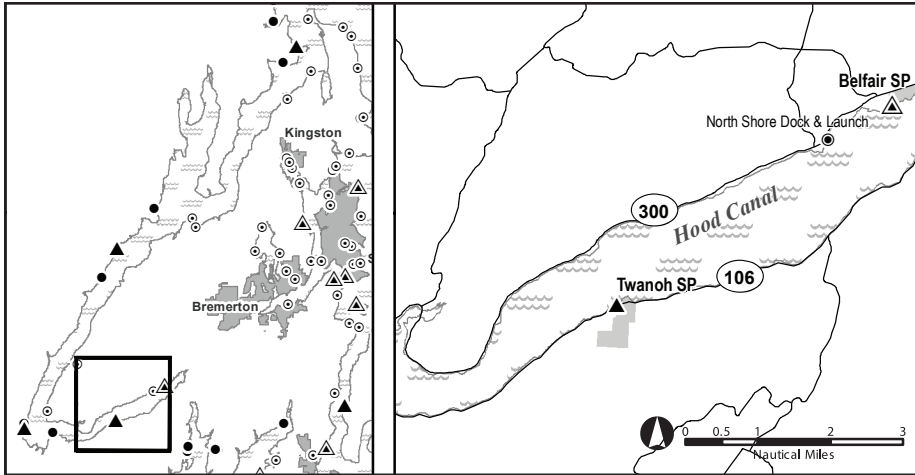 Kingston
S
Bremerton
Belfair SP
North Shore Dock & Launch
300
Hood Canal
106
Twanoh SP
0 0.5 1 2 3
Nautical Miles